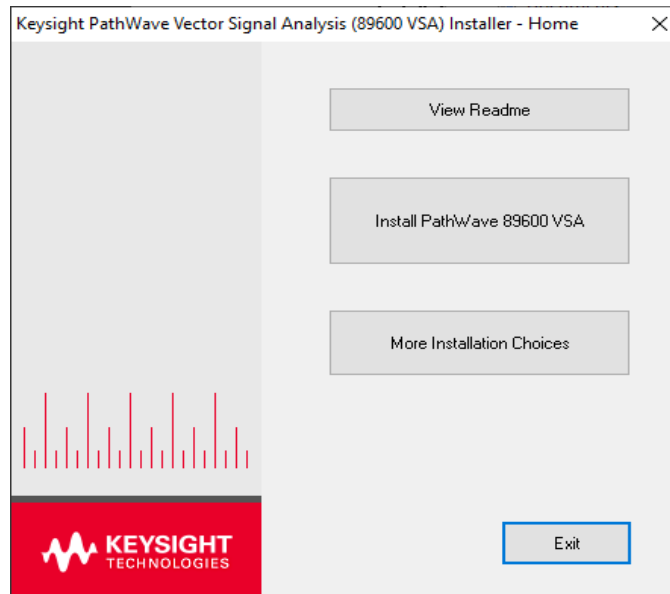 Keysight PathWave Vector Signal Analysis (89600 VSA) Installer - Home
View Readme
Install PathWave 89600 VSA
More Installation Choices
KEYSIGHT
TECHNOLOGIES
Exit